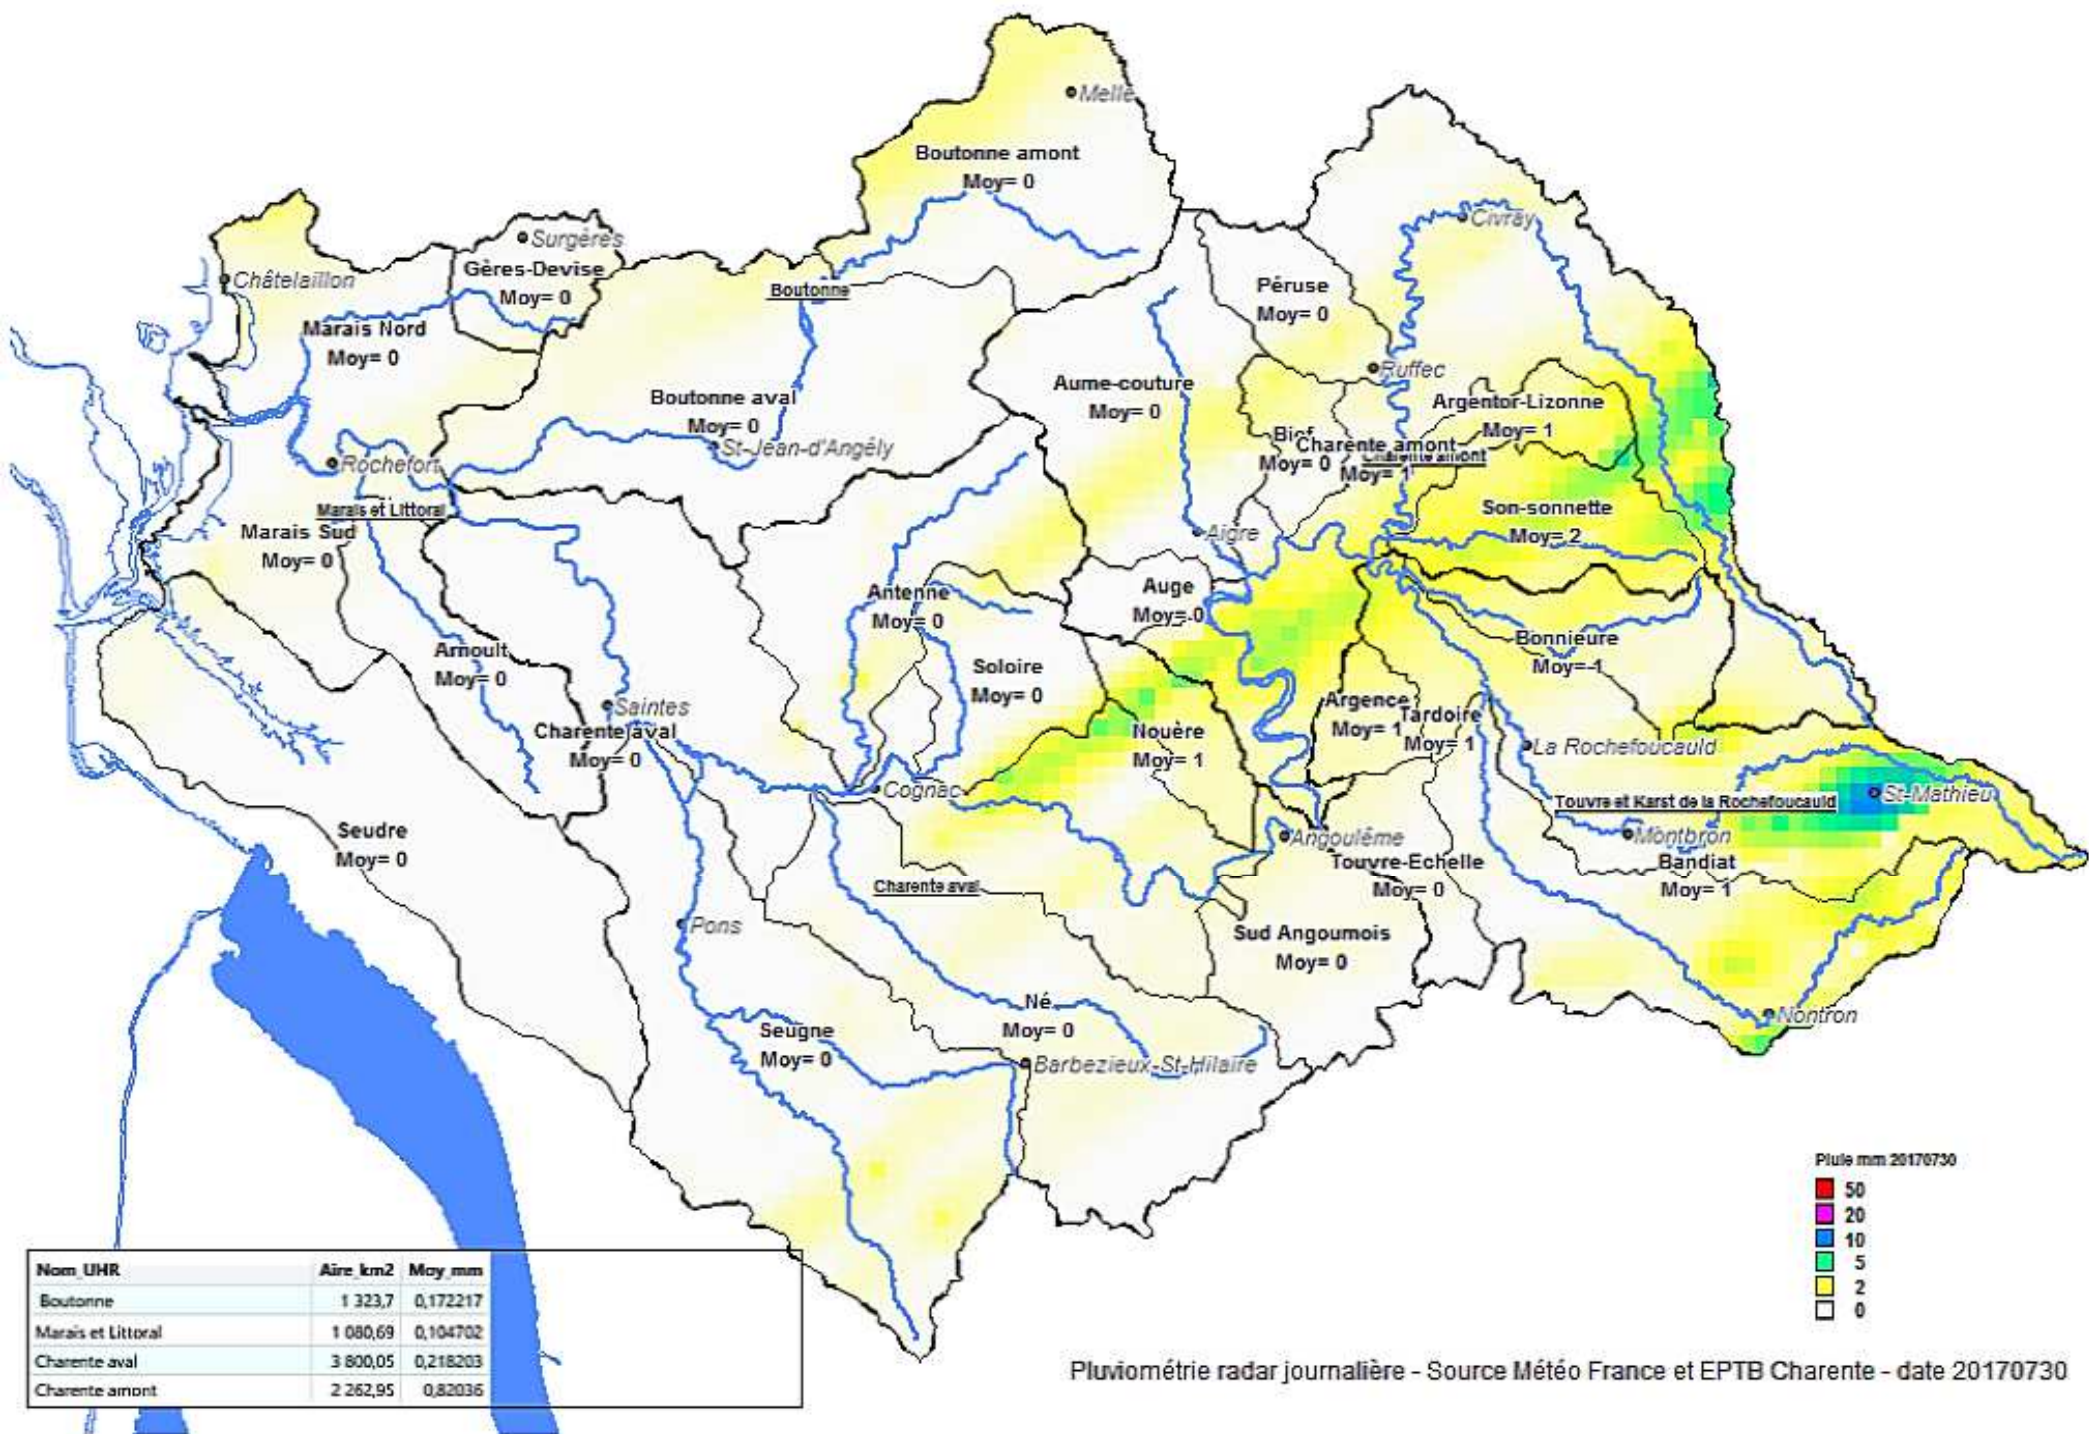 Melle
Boutonne amont
Moy= 0
Civray
Surgères
Gères-Devise
Moy= 0
Châtelaillon
Boutonne
Péruse
Moy= 0
Marais Nord
Moy= 0
Ruffec
Aume-couture
Moy= 0
Boutonne aval
Moy= 0
St-Jean-d'Angély
Argentor-Lizonne
Moy= 1
Bief
Moy= 0
Charente amont
Charente amont
Moy= 1
Rochefort
Marais et Littoral
Marais Sud
Moy= 0
Son-sonnette
Moy= 2
Aigre
Auge
Moy= 0
Antenne
Moy= 0
Bonnieure
Moy= 1
Arnoult
Moy= 0
Soloire
Moy= 0
Saintes
Charente aval
Moy= 0
Nouère
Moy= 1
Argence
Moy= 1
Tardoire
Moy= 1
La Rochefoucauld
Cognac
St-Mathieu
Touvre et Karst de la Rochefoucauld
Seudre
Moy= 0
Angoulême
Montbron
Touvre-Echelle
Moy= 0
Bandiat
Moy= 1
Charente aval
Pons
Sud Angoumois
Moy= 0
Né
Moy= 0
Nontron
Seugne
Moy= 0
Barbezieux-St-Hilaire
Pluie mm 20170730
50
20
10
5
2
0
Nom_UHR Aire_km2 Moy_mm
Boutonne 1 323,7 0,172217
Marais et Littoral 1 080,69 0,104702
Charente aval 3 800,05 0,218203
Charente amont 2 262,95 0,82036
Pluviométrie radar journalière - Source Météo France et EPTB Charente - date 20170730